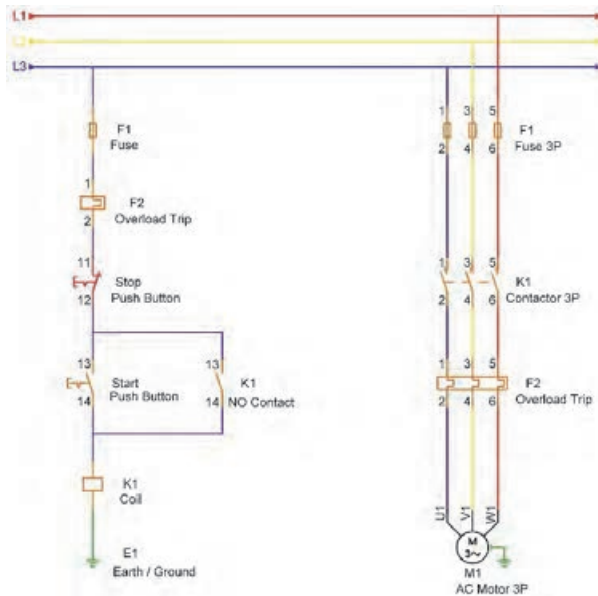 L1
L2
L3
F1
Fuse
1
F2
2
Overload Trip
11
Stop
12
Push Button
13
Start
14
Push Button
13
K1
14
NO Contact
K1
Coil
E1
Earth / Ground
1 3 5
F1
2 4 6
Fuse 3P
1 3 5
K1
2 4 6
Contactor 3P
1 3 5
F2
2 4 6
Overload Trip
U1 V1 W1
M
3~
M1
AC Motor 3P